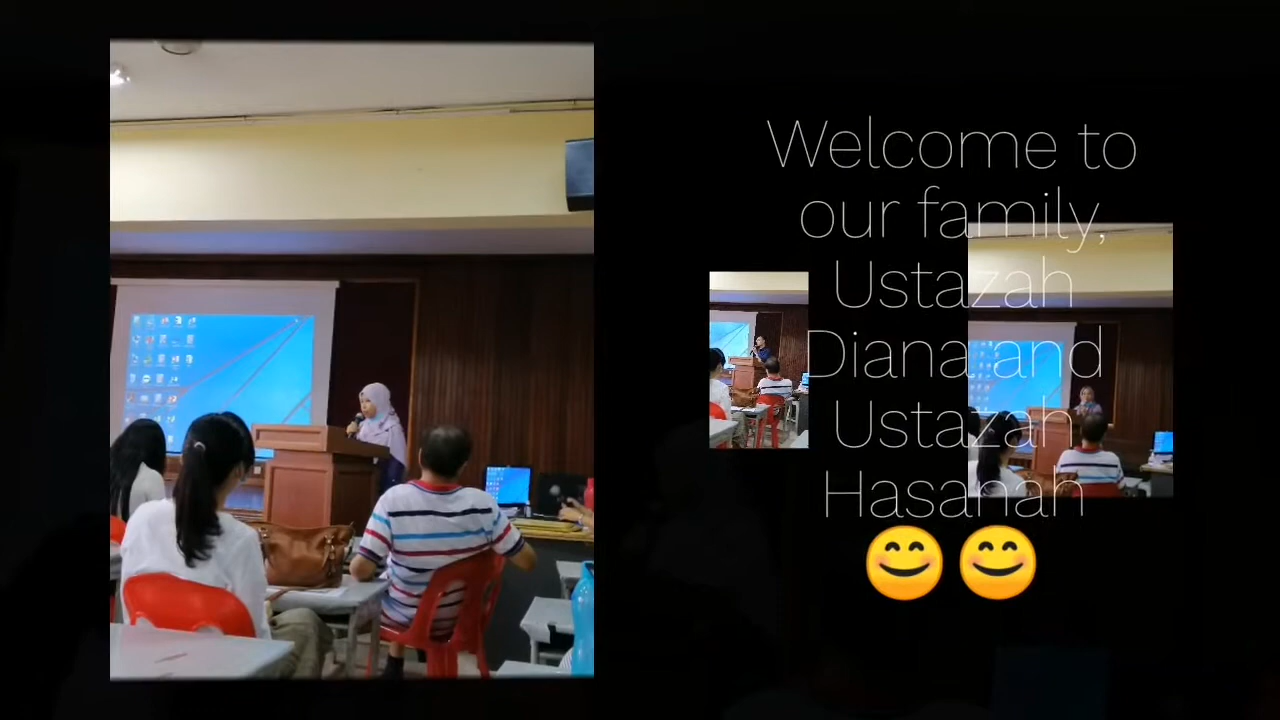 Welcome to
our family,
Ustazah
Diana and
Ustazah
Hasanah
😊 😊